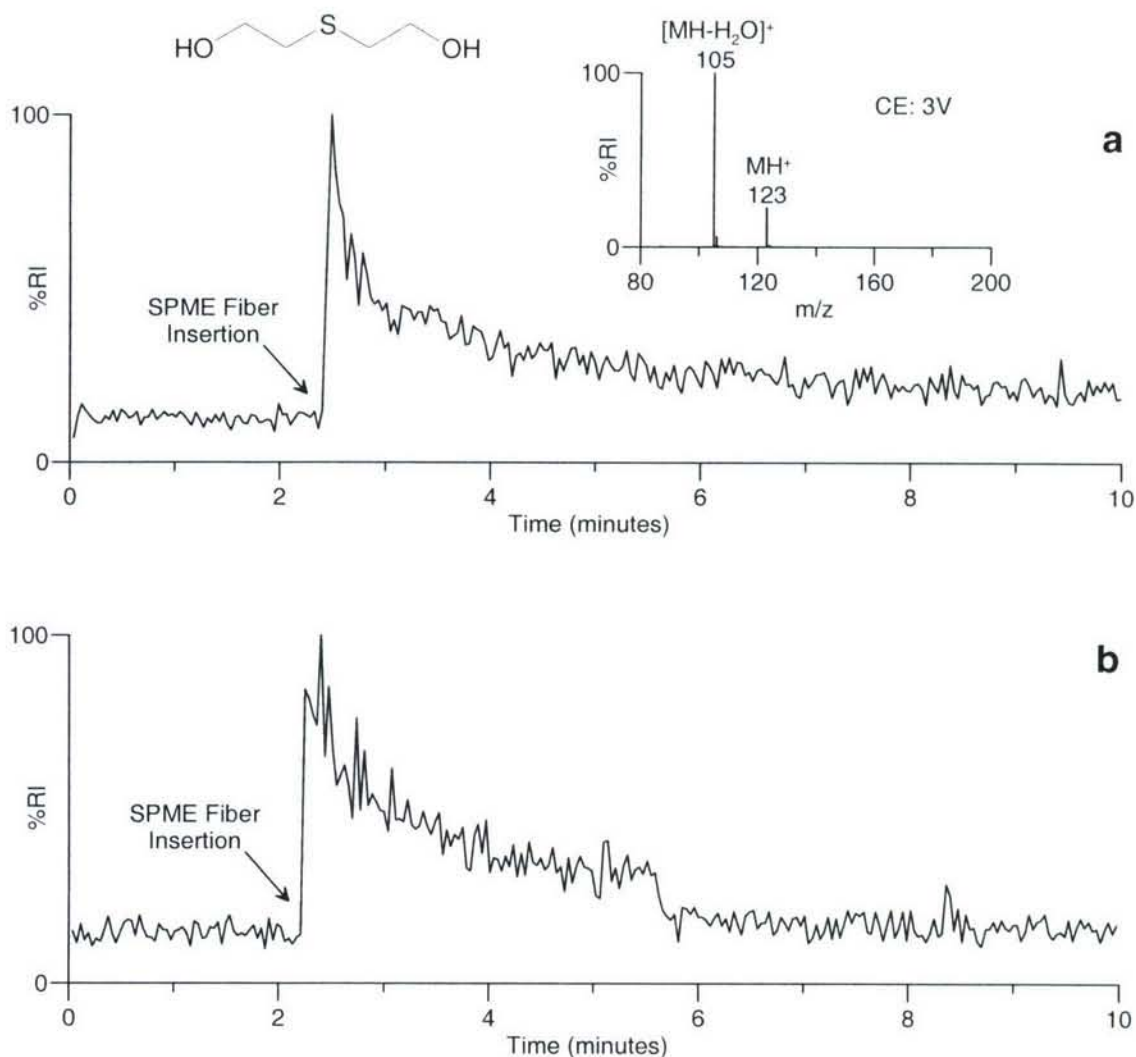 HO S OH
[MH-H₂O]⁺
105
100
CE: 3V
a
%RI
MH⁺
123
0
80 120 160 200
m/z
100
%RI
SPME Fiber
Insertion
0
0 2 4 6 8 10
Time (minutes)
100
b
%RI
SPME Fiber
Insertion
0
0 2 4 6 8 10
Time (minutes)